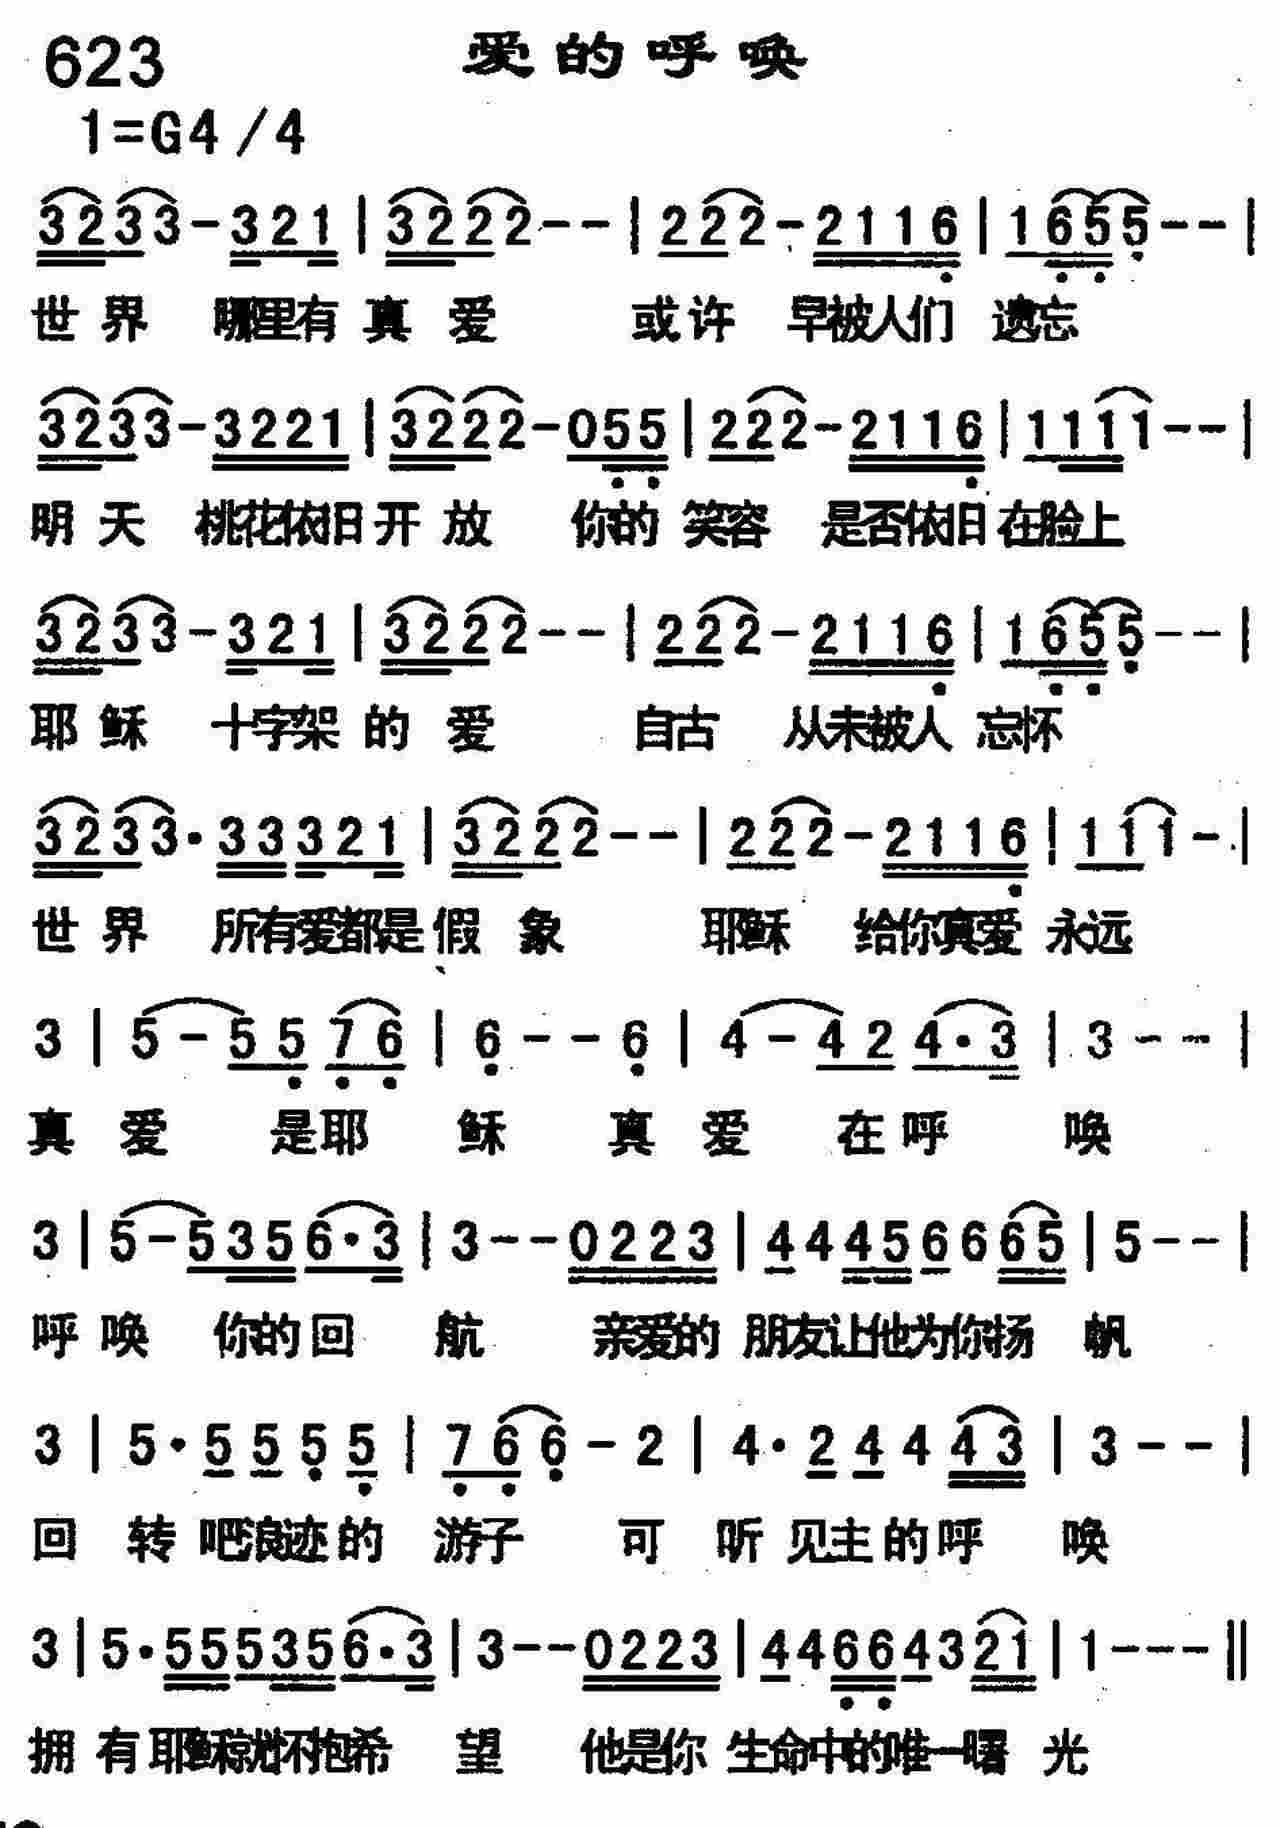 623 爱的呼唤
1=G4/4
3233-321|3222--|222-2116|1655--|
世界 哪里有真爱 或许 早被人们 遗忘
3233-3221|3222-055|222-2116|1111--|
明天 桃花依旧开放 你的笑容 是否依旧在脸上
3233-321|3222--|222-2116|1655--|
耶稣 十字架的爱 自古 从未被人 忘怀
3233·33321|3222--|222-2116|111-|
世界 所有爱都是假象 耶稣 给你真爱 永远
3|5-5576|6--6|4-424·3|3--|
真爱 是耶稣 真爱 在呼唤
3|5-5356·3|3--0223|44456665|5--|
呼唤 你的回航 亲爱的 朋友让他为你扬帆
3|5·5555|766-2|4·24443|3--|
回转吧浪迹的 游子 可听见主的呼唤
3|5·555356·3|3--0223|44664321|1---‖
拥有耶稣就怀抱希望 他是你 生命中的唯一曙光